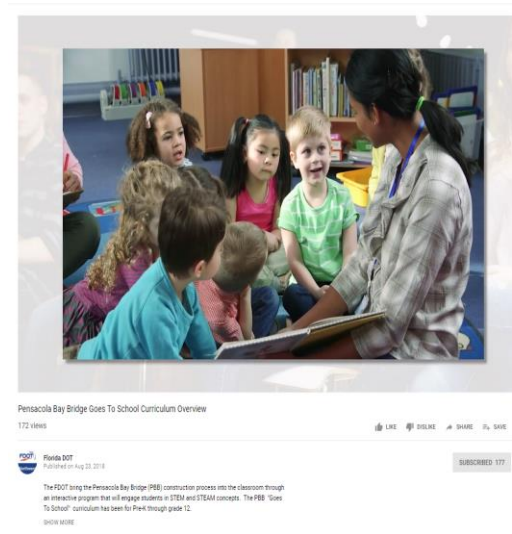 Pensacola Bay Bridge Goes To School Curriculum Overview
172 views
LIKE DISLIKE SHARE SAVE
FDOT
Florida DOT
Published on Aug 23, 2018
SUBSCRIBED 177
The FDOT bring the Pensacola Bay Bridge (PBB) construction process into the classroom through
an interactive program that will engage students in STEM and STEAM concepts. The PBB "Goes
To School" curriculum has been for Pre-K through grade 12.
SHOW MORE